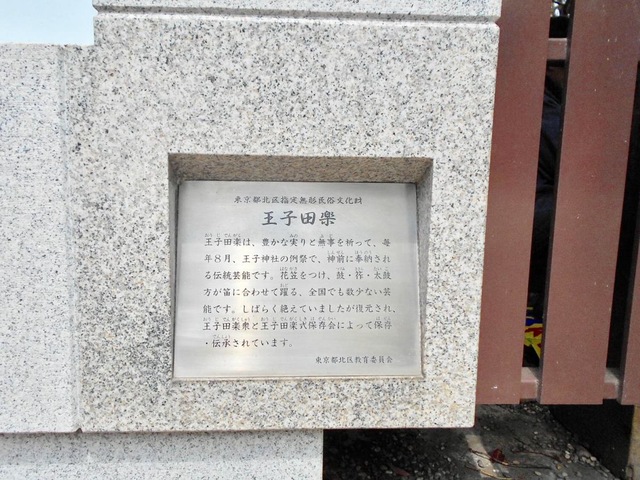 東京都北区指定無形民俗文化財
王子田楽
王子田楽は、豊かな実りと無事を祈って、毎
年8月、王子神社の例祭で、神前に奉納され
る伝統芸能です。花笠をつけ、鼓・筰・太鼓
方が笛に合わせて躍る、全国でも数少ない芸
能です。しばらく絶えていましたが復元され、
王子田楽衆と王子田楽式保存会によって保存
・伝承されています。
東京都北区教育委員会